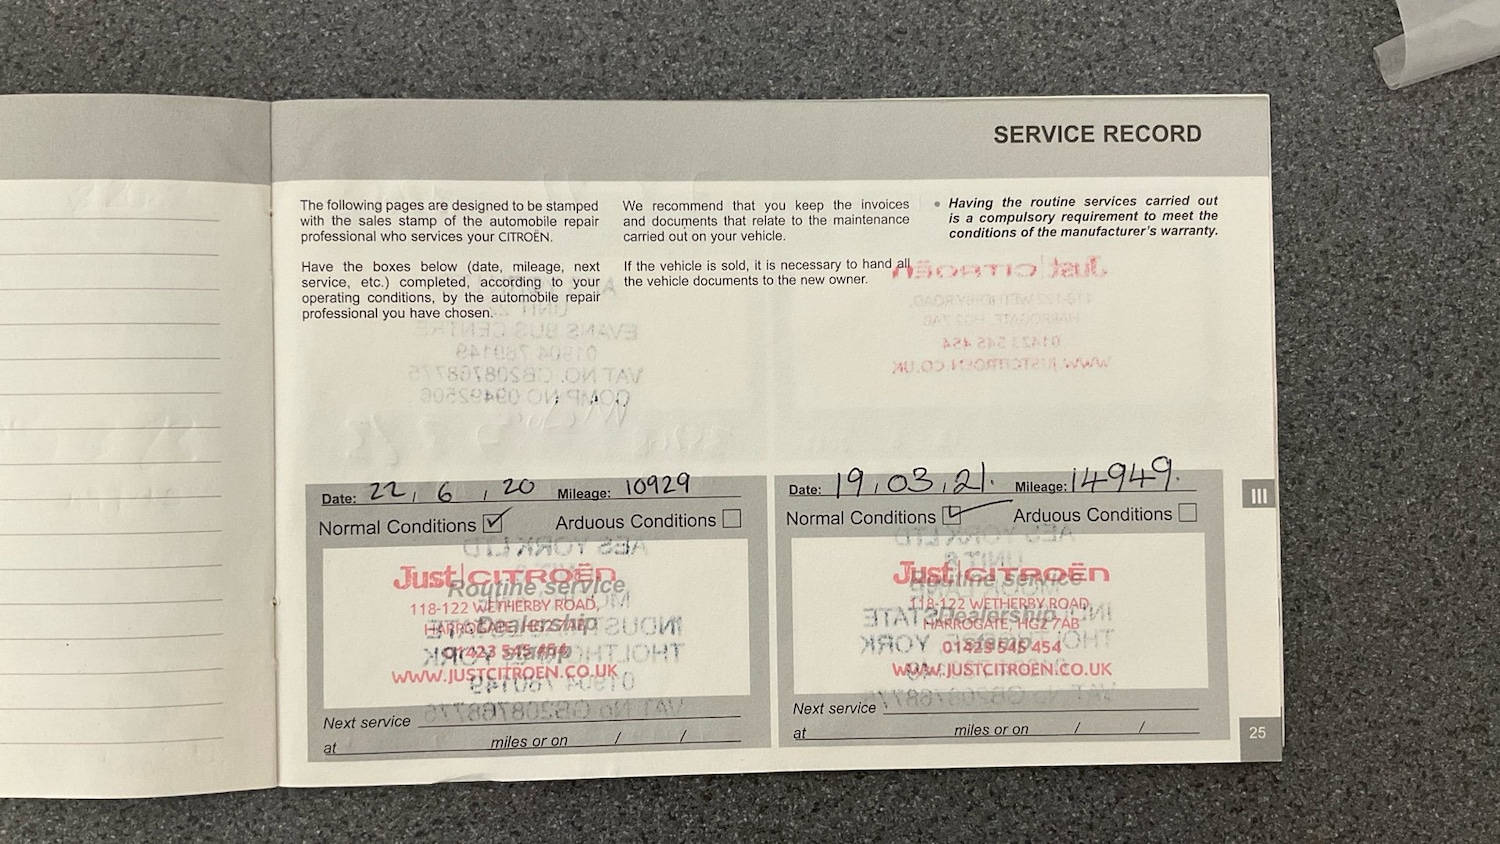 SERVICE RECORD
The following pages are designed to be stamped
with the sales stamp of the automobile repair
professional who services your CITROËN.
Have the boxes below (date, mileage, next
service, etc.) completed, according to your
operating conditions, by the automobile repair
professional you have chosen.
We recommend that you keep the invoices
and documents that relate to the maintenance
carried out on your vehicle.
If the vehicle is sold, it is necessary to hand all
the vehicle documents to the new owner.
• Having the routine services carried out
is a compulsory requirement to meet the
conditions of the manufacturer's warranty.
Date: 22, 6, 20 Mileage: 10929
Normal Conditions ☑ Arduous Conditions ☐
Just CITROËN
Routine service
118-122 WETHERBY ROAD,
Dealership
HARROGATE, HG2 7AB
stamp
01423 545 454
WWW.JUSTCITROEN.CO.UK
Next service
at miles or on / /
Date: 19, 03, 21. Mileage: 14949.
Normal Conditions ☑ Arduous Conditions ☐
Just CITROËN
Routine service
118-122 WETHERBY ROAD,
Dealership
HARROGATE, HG2 7AB
stamp
01423 545 454
WWW.JUSTCITROEN.CO.UK
Next service
at miles or on / /
III
25